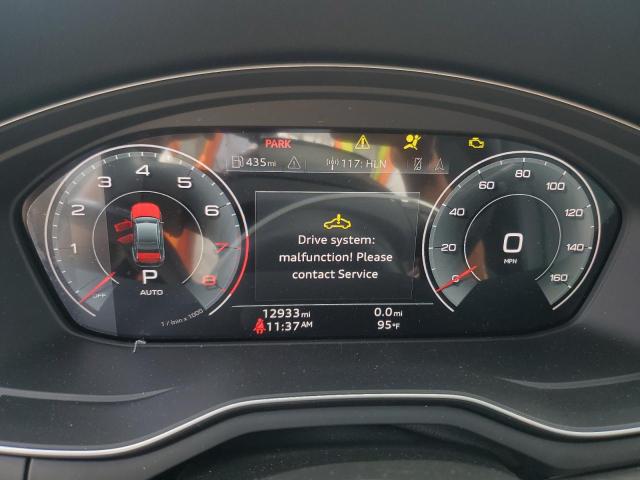 PARK
435mi
117: HLN
Drive system:
malfunction! Please
contact Service
1 2 3 4 5 6 7 8
OFF
P
AUTO
1 / min x 1000
0 20 40 60 80 100 120 140 160
0
MPH
12933mi
0.0mi
11:37AM
95°F